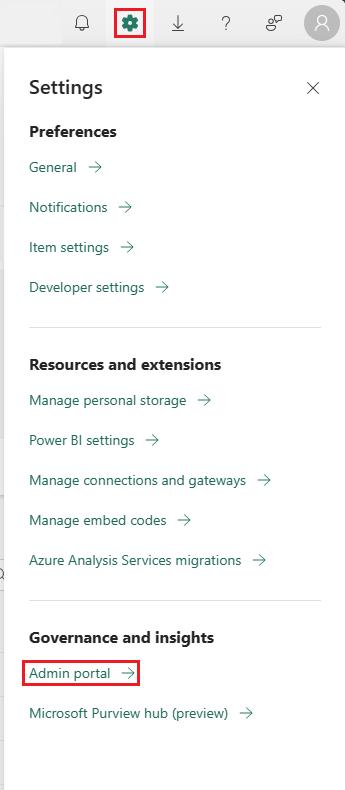 Settings
Preferences
General
Notifications
Item settings
Developer settings
Resources and extensions
Manage personal storage
Power BI settings
Manage connections and gateways
Manage embed codes
Azure Analysis Services migrations
Governance and insights
Admin portal
Microsoft Purview hub (preview)